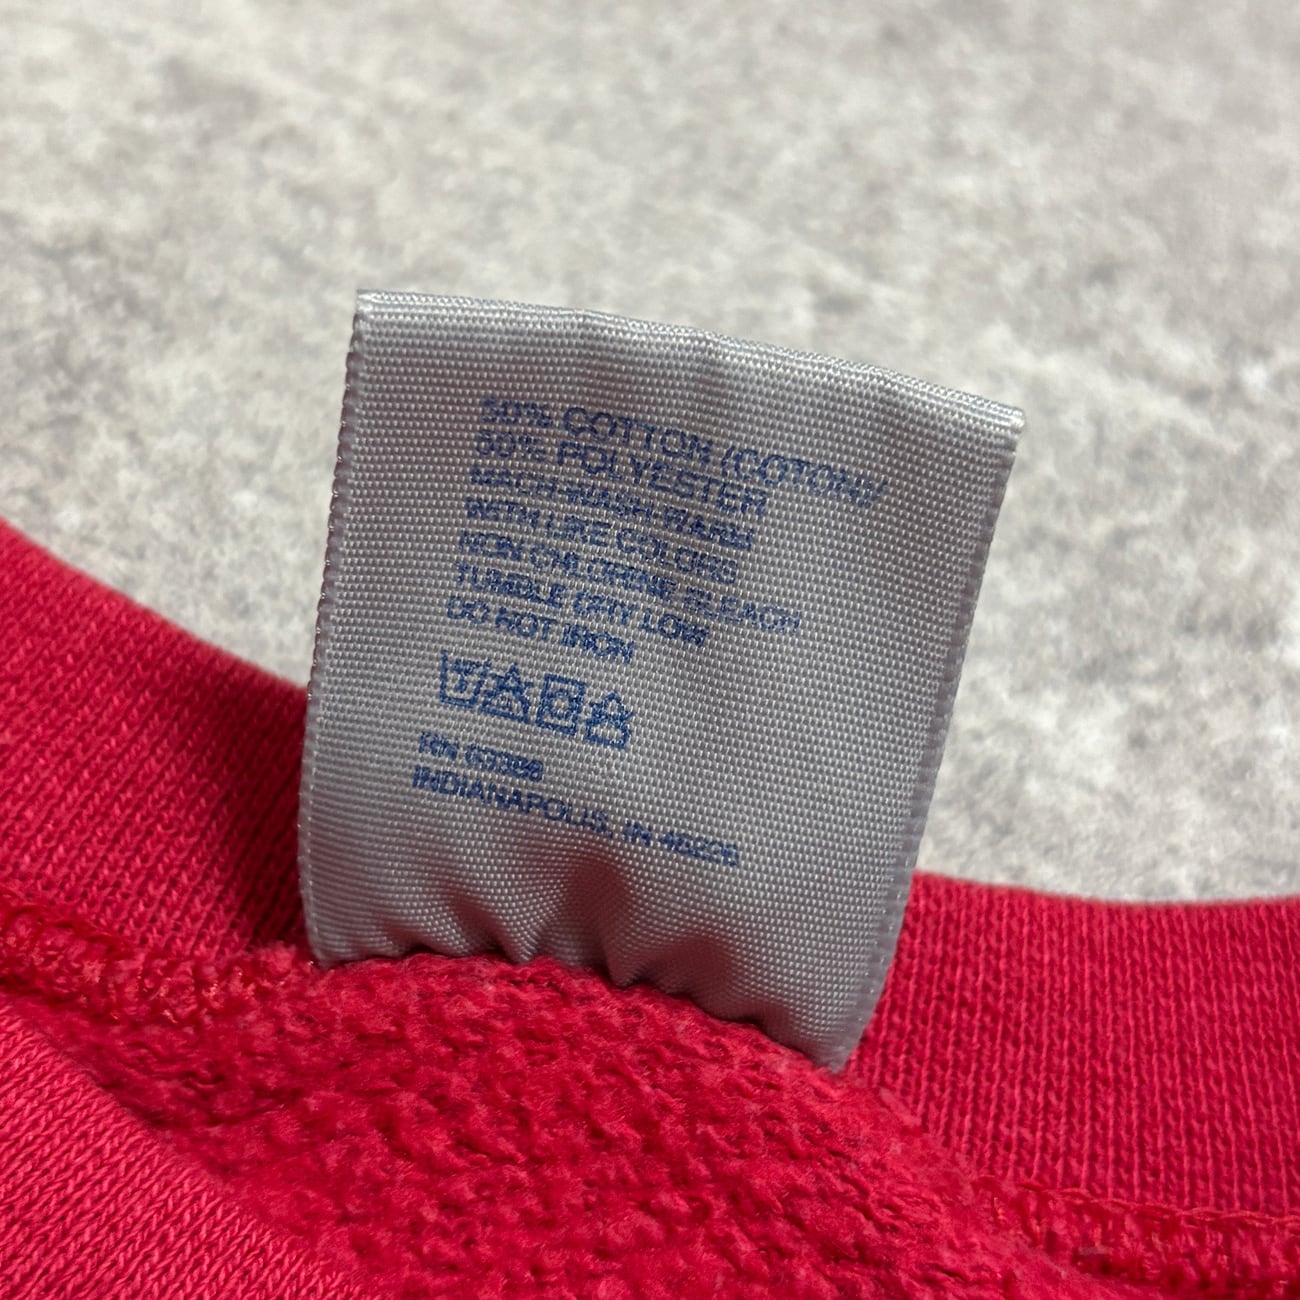 50% COTTON (COTON)/
50% POLYESTER
MACH WASH WARM
WITH LIKE COLORS
NON CHLORINE BLEACH
TUMBLE DRY LOW
DO NOT IRON
RN
INDIANAPOLIS, IN